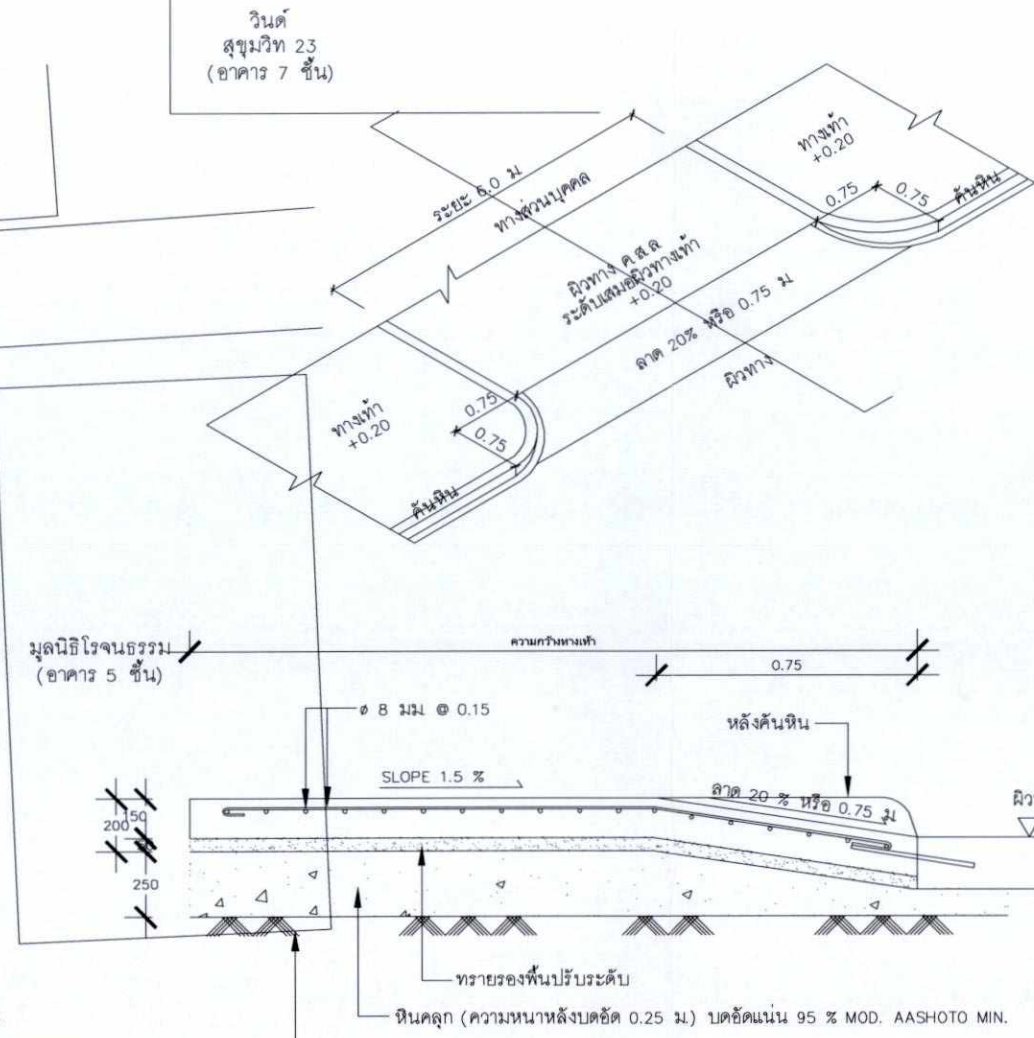 วินด์
สุขุมวิท 23
(อาคาร 7 ชั้น)
ทางเท้า
+0.20
0.75
0.75
คันหิน
ระยะ 6.0 ม
ทางส่วนบุคคล
ผิวทาง ค.ส.ล
ระดับเสมอผิวทางเท้า
+0.20
ลาด 20% หรือ 0.75 ม
ผิวทาง
ทางเท้า
+0.20
0.75
0.75
คันหิน
มูลนิธิโรจนธรรม
(อาคาร 5 ชั้น)
ความกว้างทางเท้า
0.75
ø 8 มม @ 0.15
หลังคันหิน
SLOPE 1.5 %
ลาด 20 % หรือ 0.75 ม
150
200
250
ทรายรองพื้นปรับระดับ
หินคลุก (ความหนาหลังบดอัด 0.25 ม.) บดอัดแน่น 95 % MOD. AASHOTO MIN.